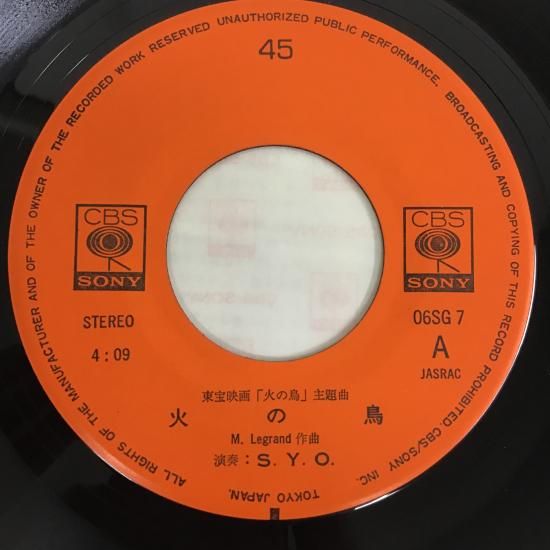 ALL RIGHTS OF THE MANUFACTURER AND OF THE OWNER OF THE RECORDED WORK RESERVED UNAUTHORIZED PUBLIC PERFORMANCE, BROADCASTING AND COPYING OF THIS RECORD PROHIBITED. CBS/SONY INC.
TOKYO JAPAN.
45
CBS
SONY
CBS
SONY
STEREO
4:09
06SG 7
A
JASRAC
東宝映画「火の鳥」主題曲
火の鳥
M. Legrand 作曲
演奏:S.Y.O.